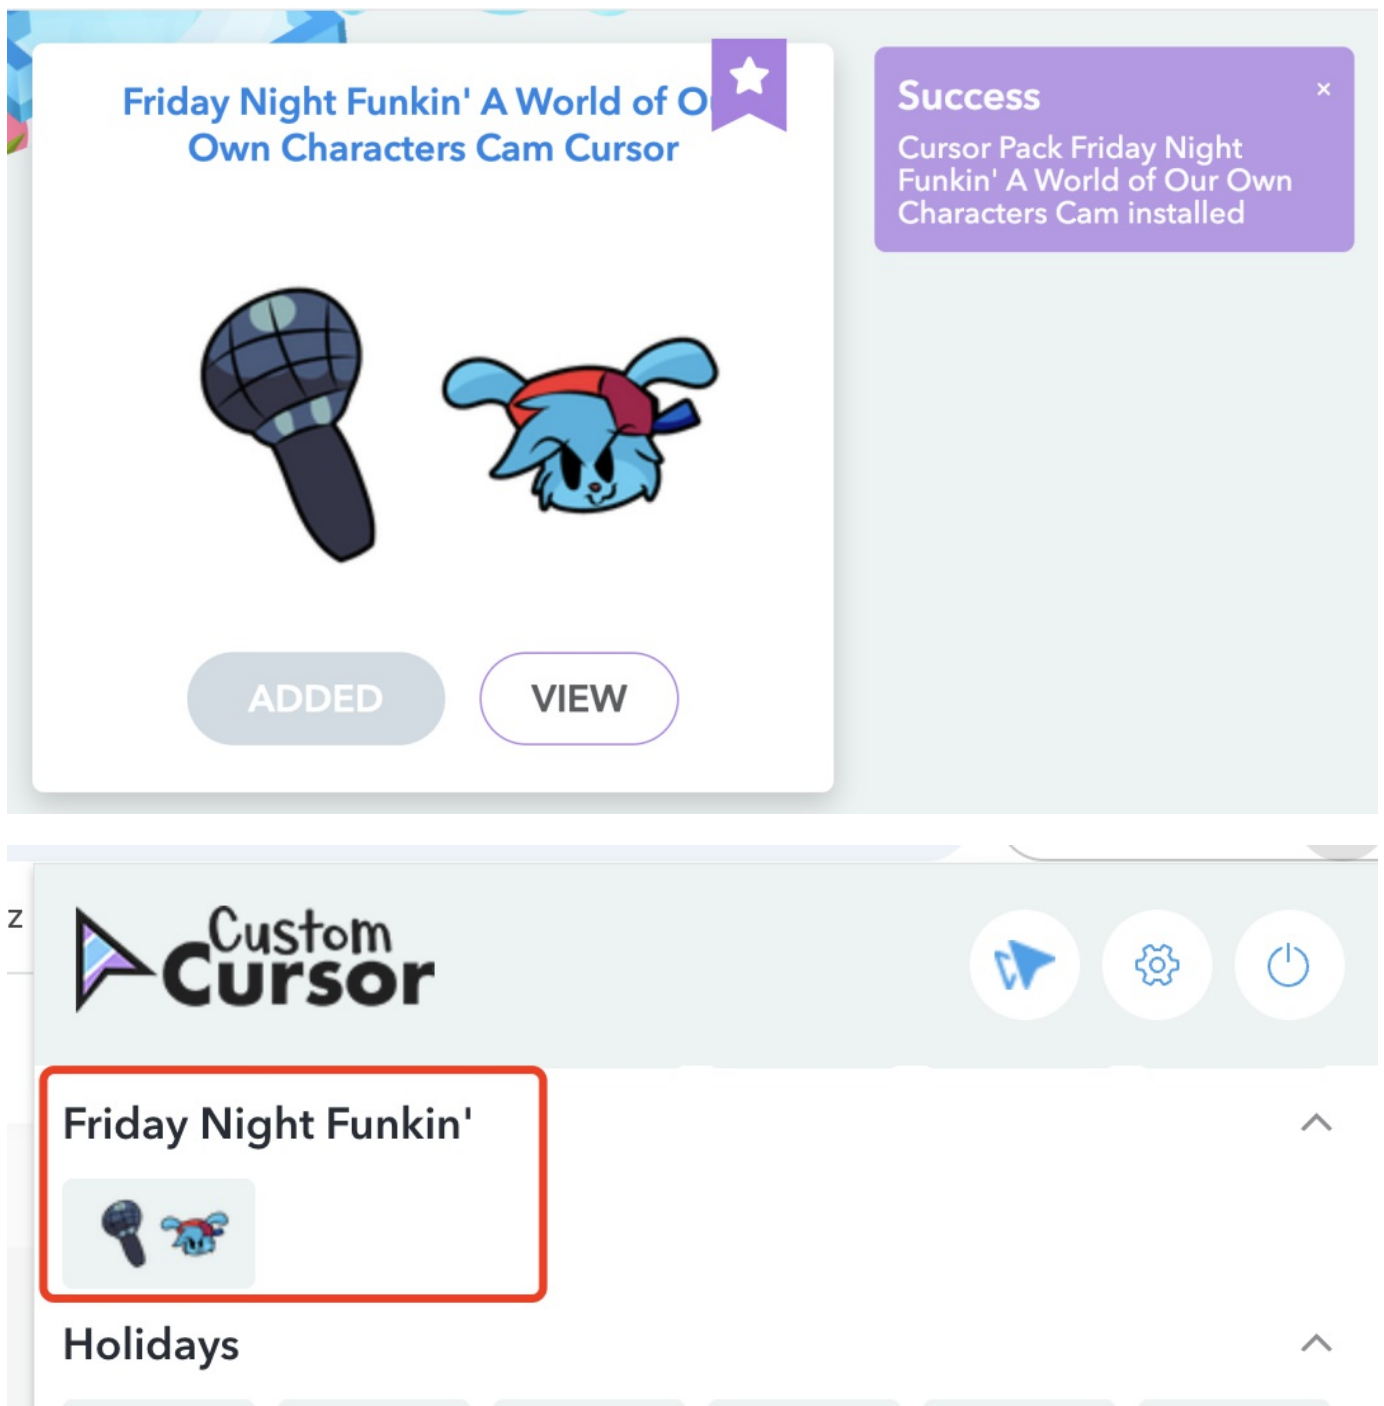 Friday Night Funkin' A World of O
Own Characters Cam Cursor
Success
×
Cursor Pack Friday Night
Funkin' A World of Our Own
Characters Cam installed
ADDED
VIEW
z
Custom
Cursor
Friday Night Funkin'
Holidays